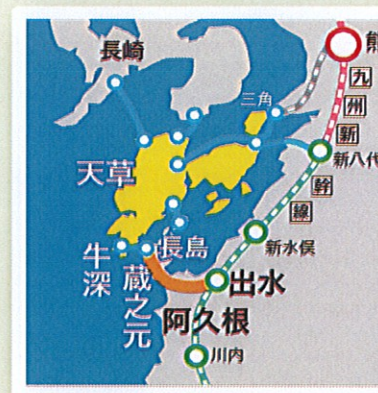 長崎
熊
三角
九
州
新
新八代
天草
幹
線
長島
新水俣
牛深
蔵之元
出水
阿久根
川内